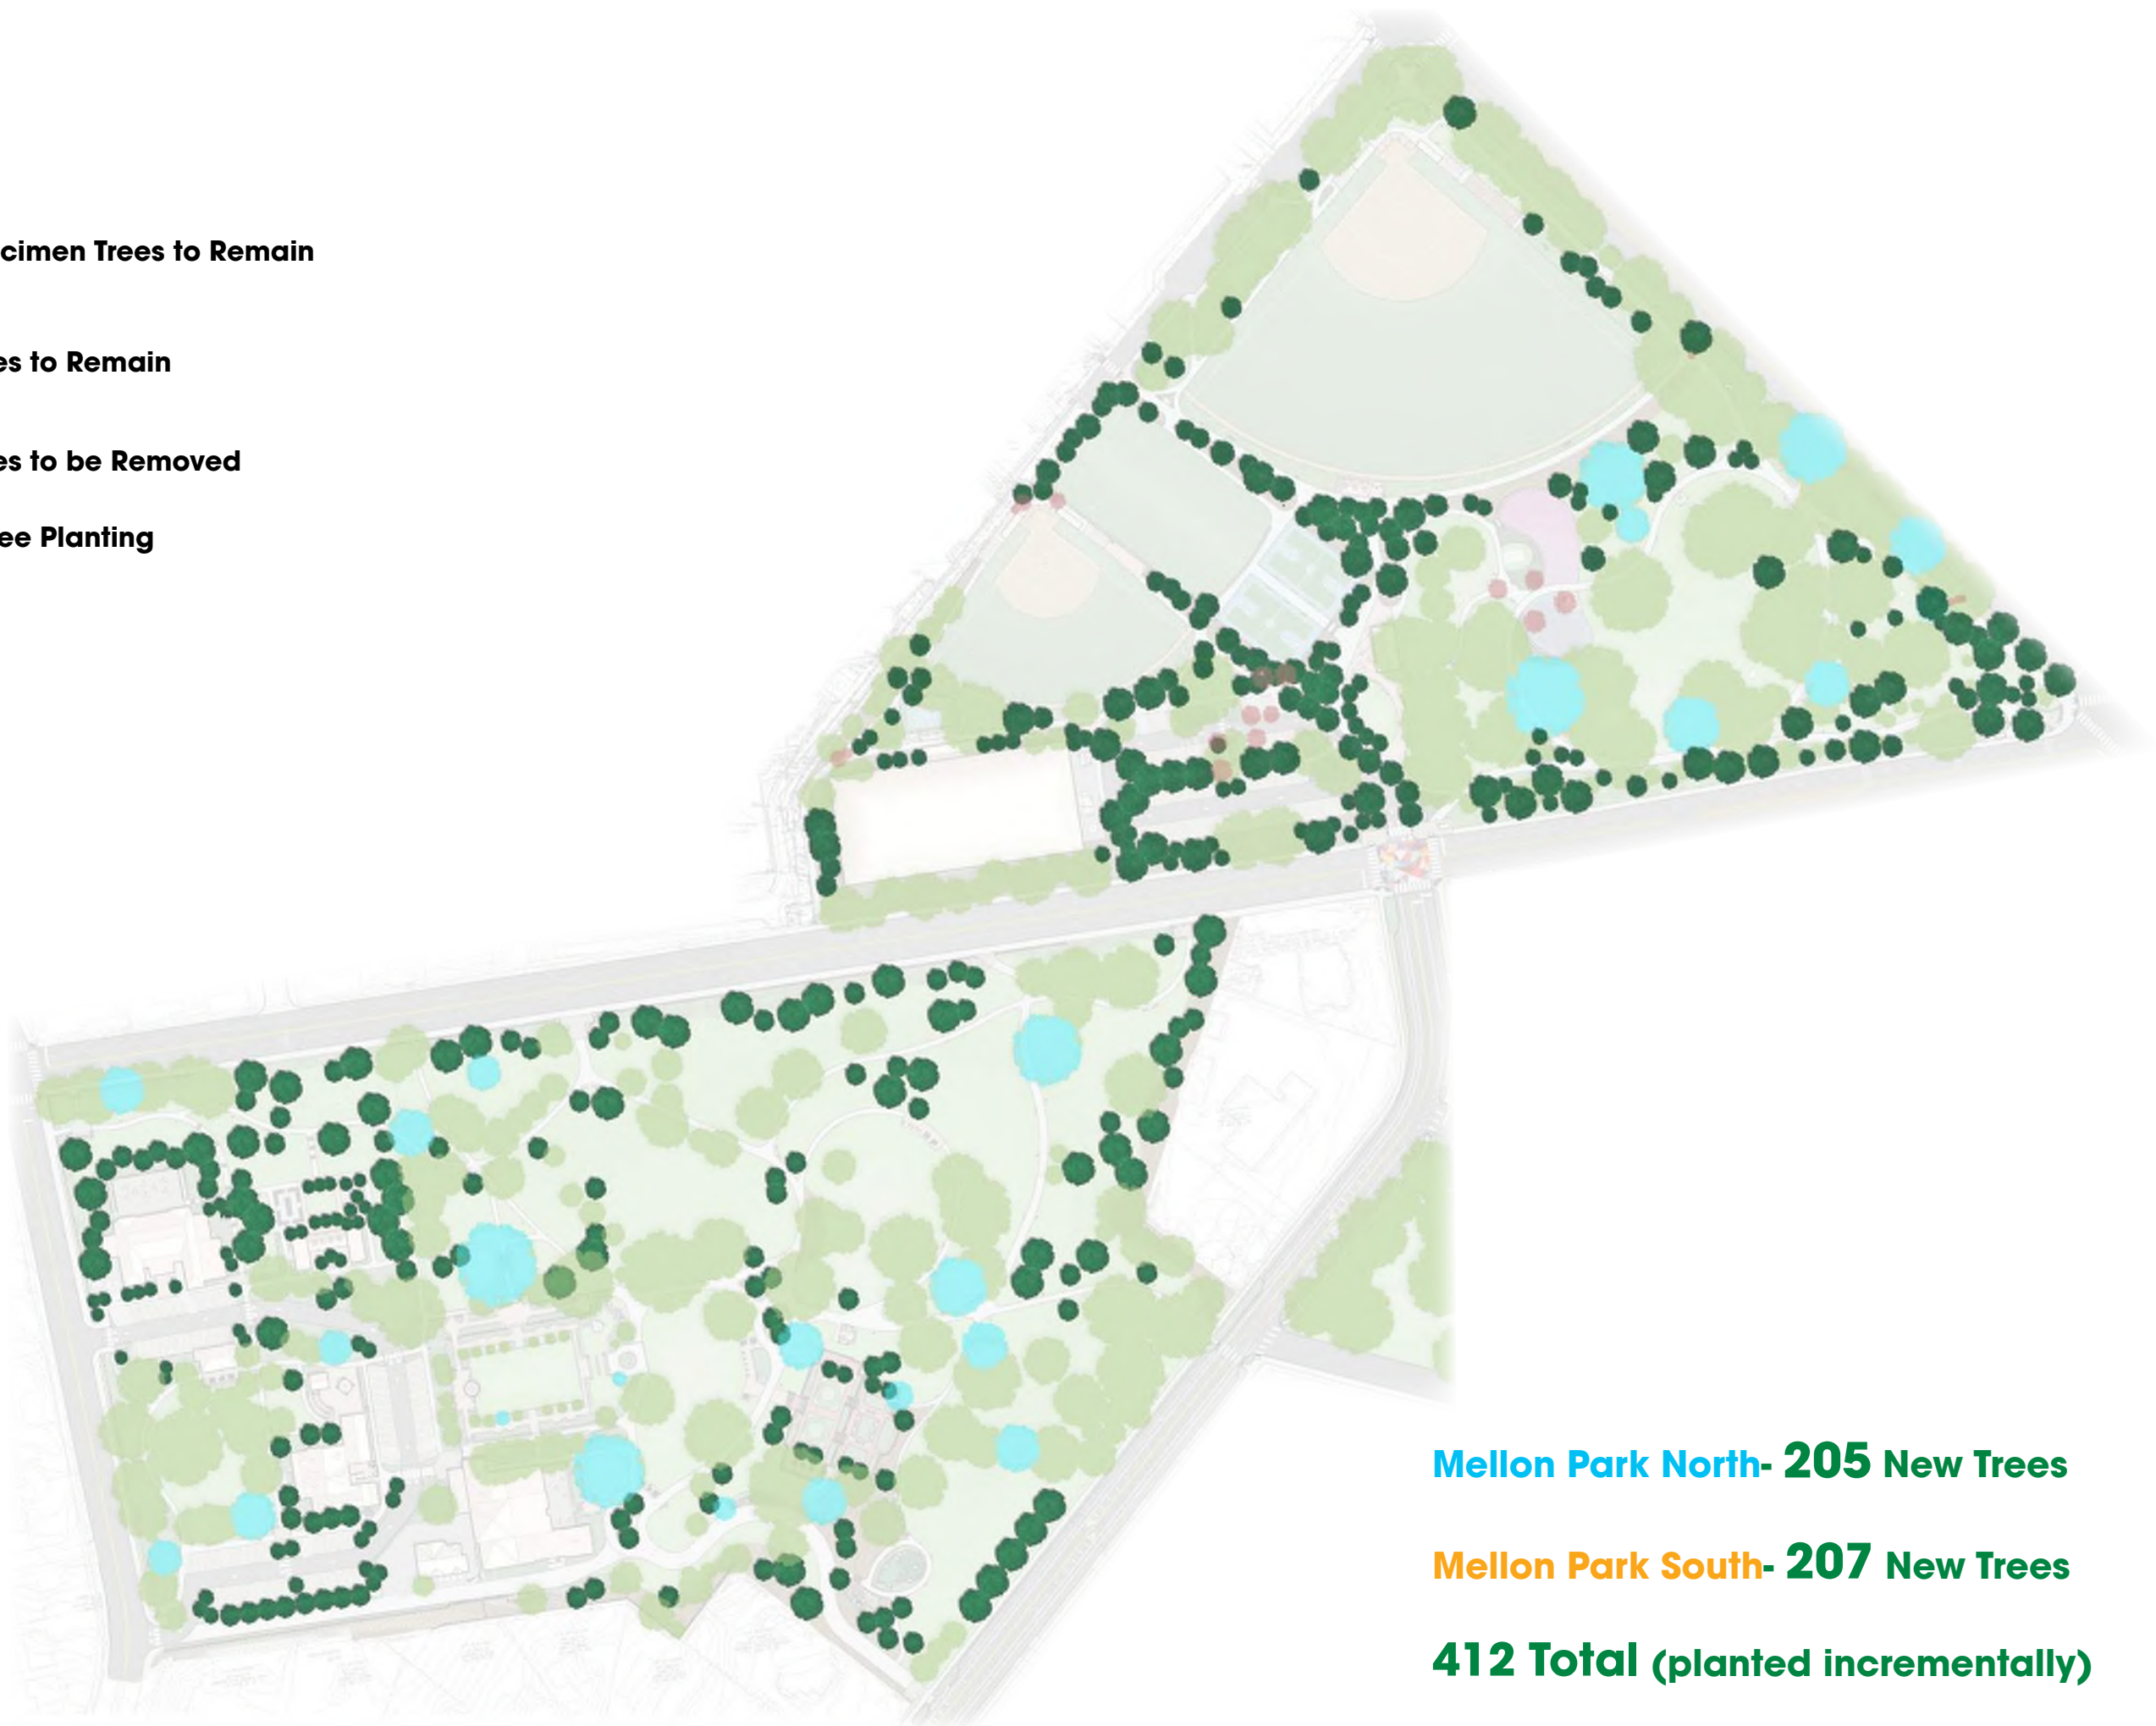 cimen Trees to Remain
es to Remain
es to be Removed
ee Planting
Mellon Park North- 205 New Trees
Mellon Park South- 207 New Trees
412 Total (planted incrementally)